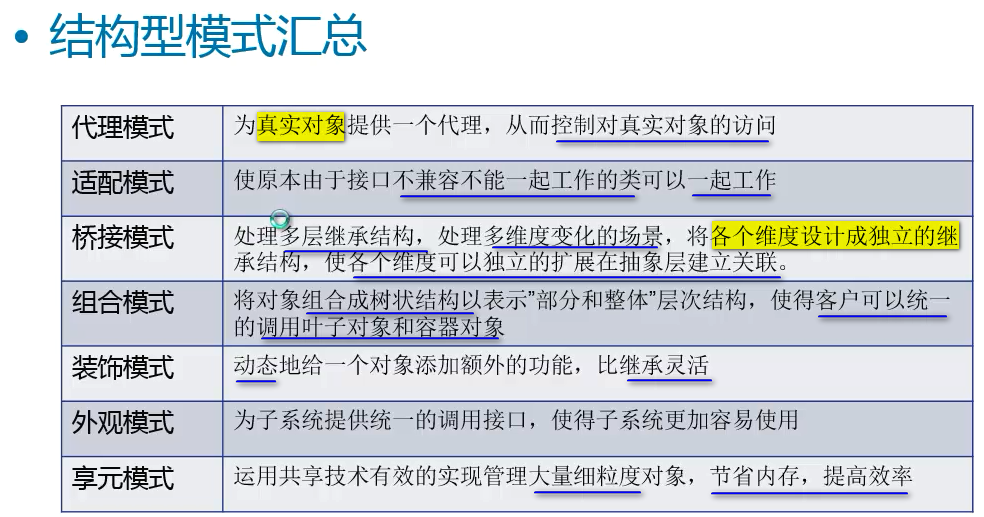 • 结构型模式汇总
代理模式 为真实对象提供一个代理，从而控制对真实对象的访问
适配模式 使原本由于接口不兼容不能一起工作的类可以一起工作
桥接模式 处理多层继承结构，处理多维度变化的场景，将各个维度设计成独立的继
承结构，使各个维度可以独立的扩展在抽象层建立关联。
组合模式 将对象组合成树状结构以表示”部分和整体”层次结构，使得客户可以统一
的调用叶子对象和容器对象
装饰模式 动态地给一个对象添加额外的功能，比继承灵活
外观模式 为子系统提供统一的调用接口，使得子系统更加容易使用
享元模式 运用共享技术有效的实现管理大量细粒度对象，节省内存，提高效率